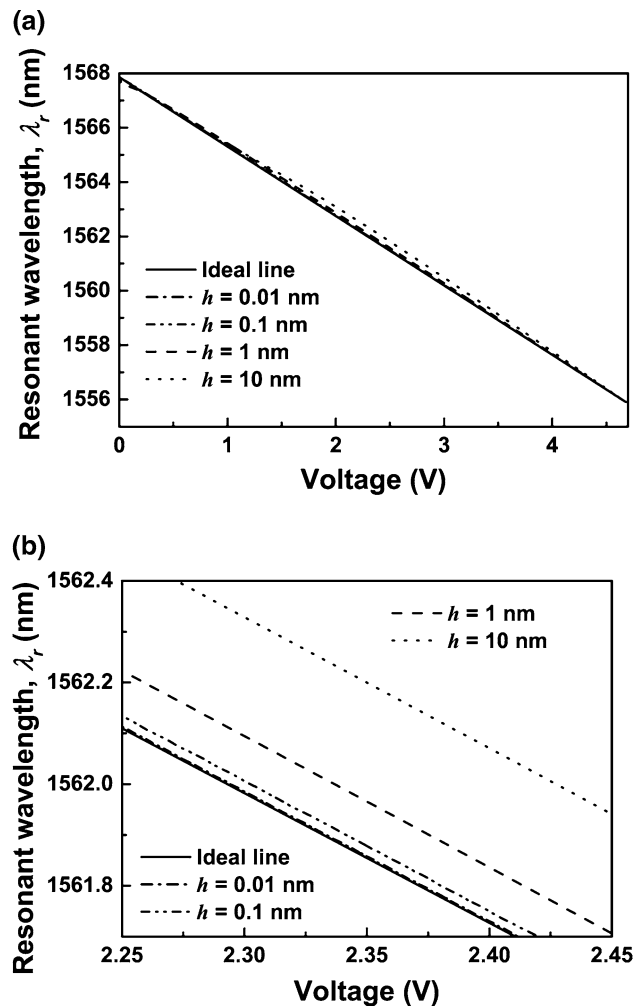 (a)
Resonant wavelength, λr (nm)
1568
1566
1564
1562
1560
1558
1556
Ideal line
h = 0.01 nm
h = 0.1 nm
h = 1 nm
h = 10 nm
0 1 2 3 4
Voltage (V)
(b)
Resonant wavelength, λr (nm)
1562.4
1562.2
1562.0
1561.8
h = 1 nm
h = 10 nm
Ideal line
h = 0.01 nm
h = 0.1 nm
2.25 2.30 2.35 2.40 2.45
Voltage (V)